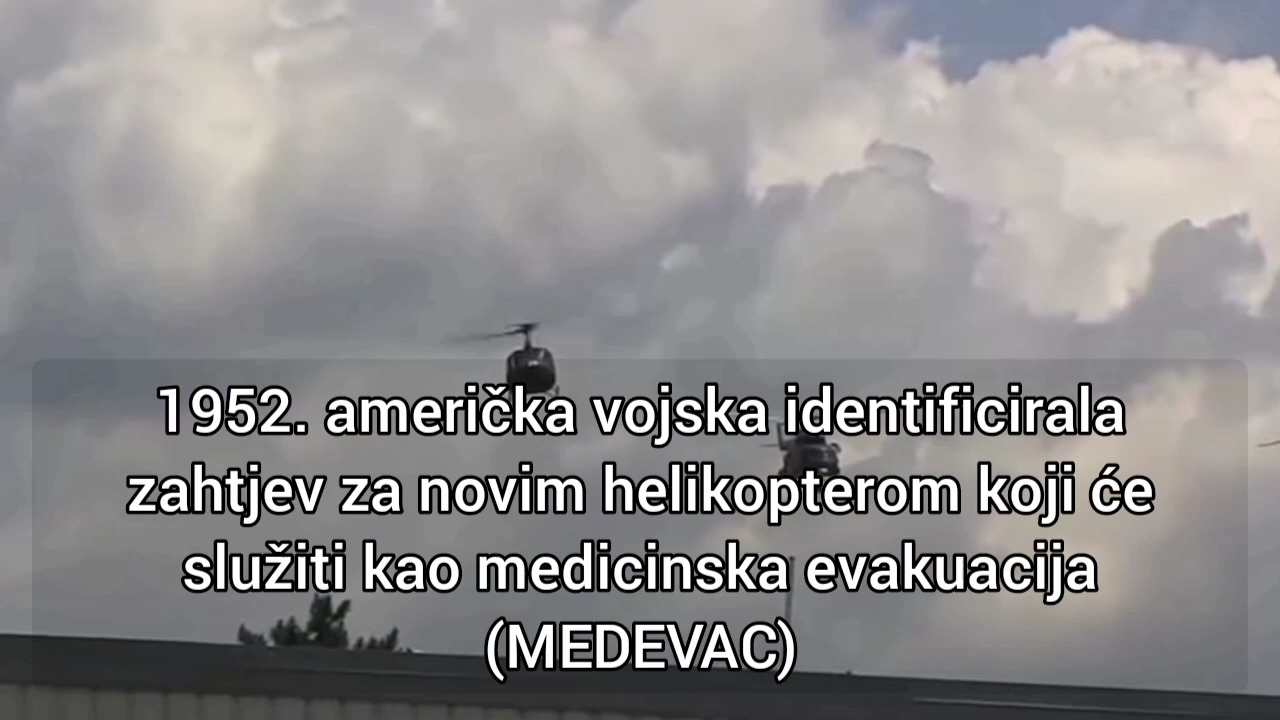 1952. američka vojska identificirala
zahtjev za novim helikopterom koji će
služiti kao medicinska evakuacija
(MEDEVAC)